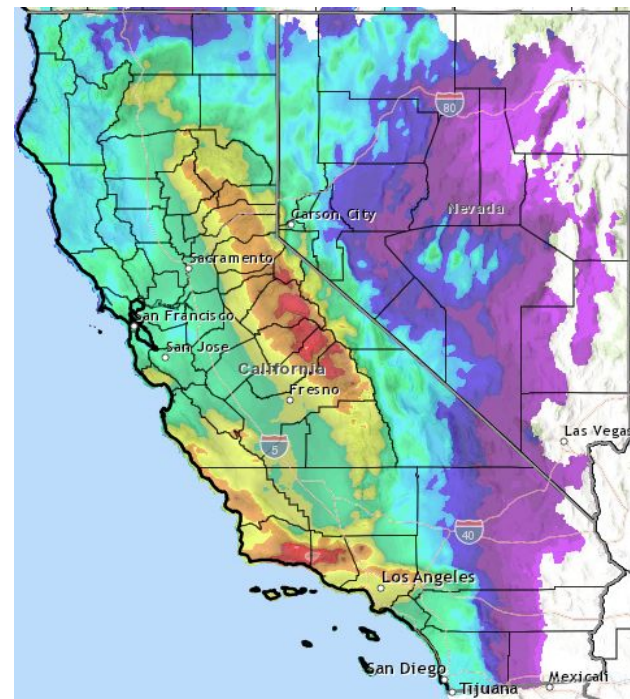 80
Carson City
Nevada
Sacramento
San Francisco
San Jose
California
Fresno
Las Vegas
5
40
Los Angeles
San Diego
Tijuana
Mexicali